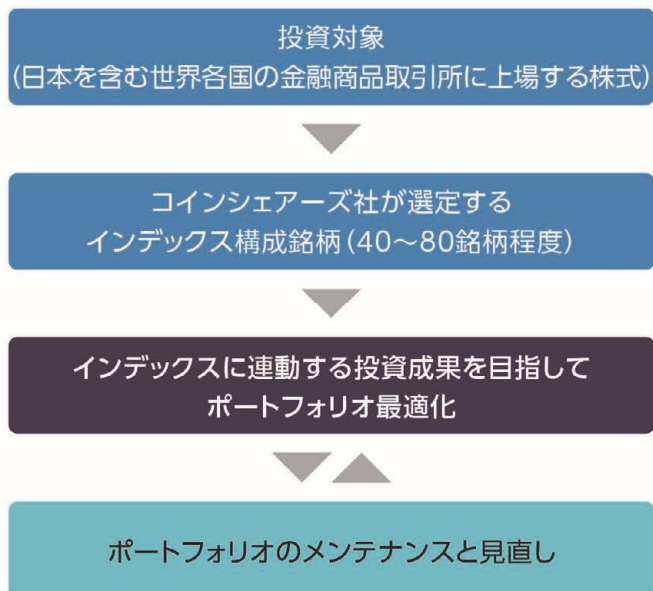 投資対象
(日本を含む世界各国の金融商品取引所に上場する株式)
コインシェアーズ社が選定する
インデックス構成銘柄(40～80銘柄程度)
インデックスに連動する投資成果を目指して
ポートフォリオ最適化
ポートフォリオのメンテナンスと見直し